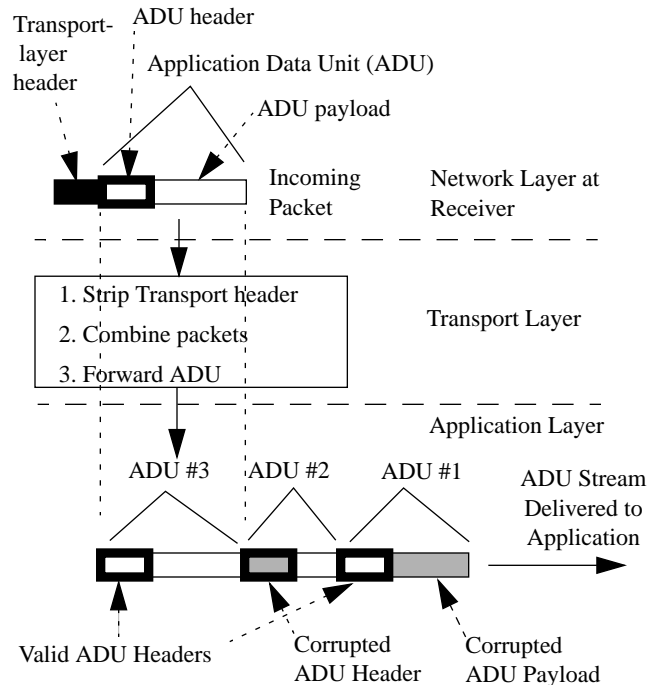 Transport-
layer
header
ADU header
Application Data Unit (ADU)
ADU payload
Incoming
Packet
Network Layer at
Receiver
1. Strip Transport header
2. Combine packets
3. Forward ADU
Transport Layer
Application Layer
ADU #3
ADU #2
ADU #1
ADU Stream
Delivered to
Application
Valid ADU Headers
Corrupted
ADU Header
Corrupted
ADU Payload